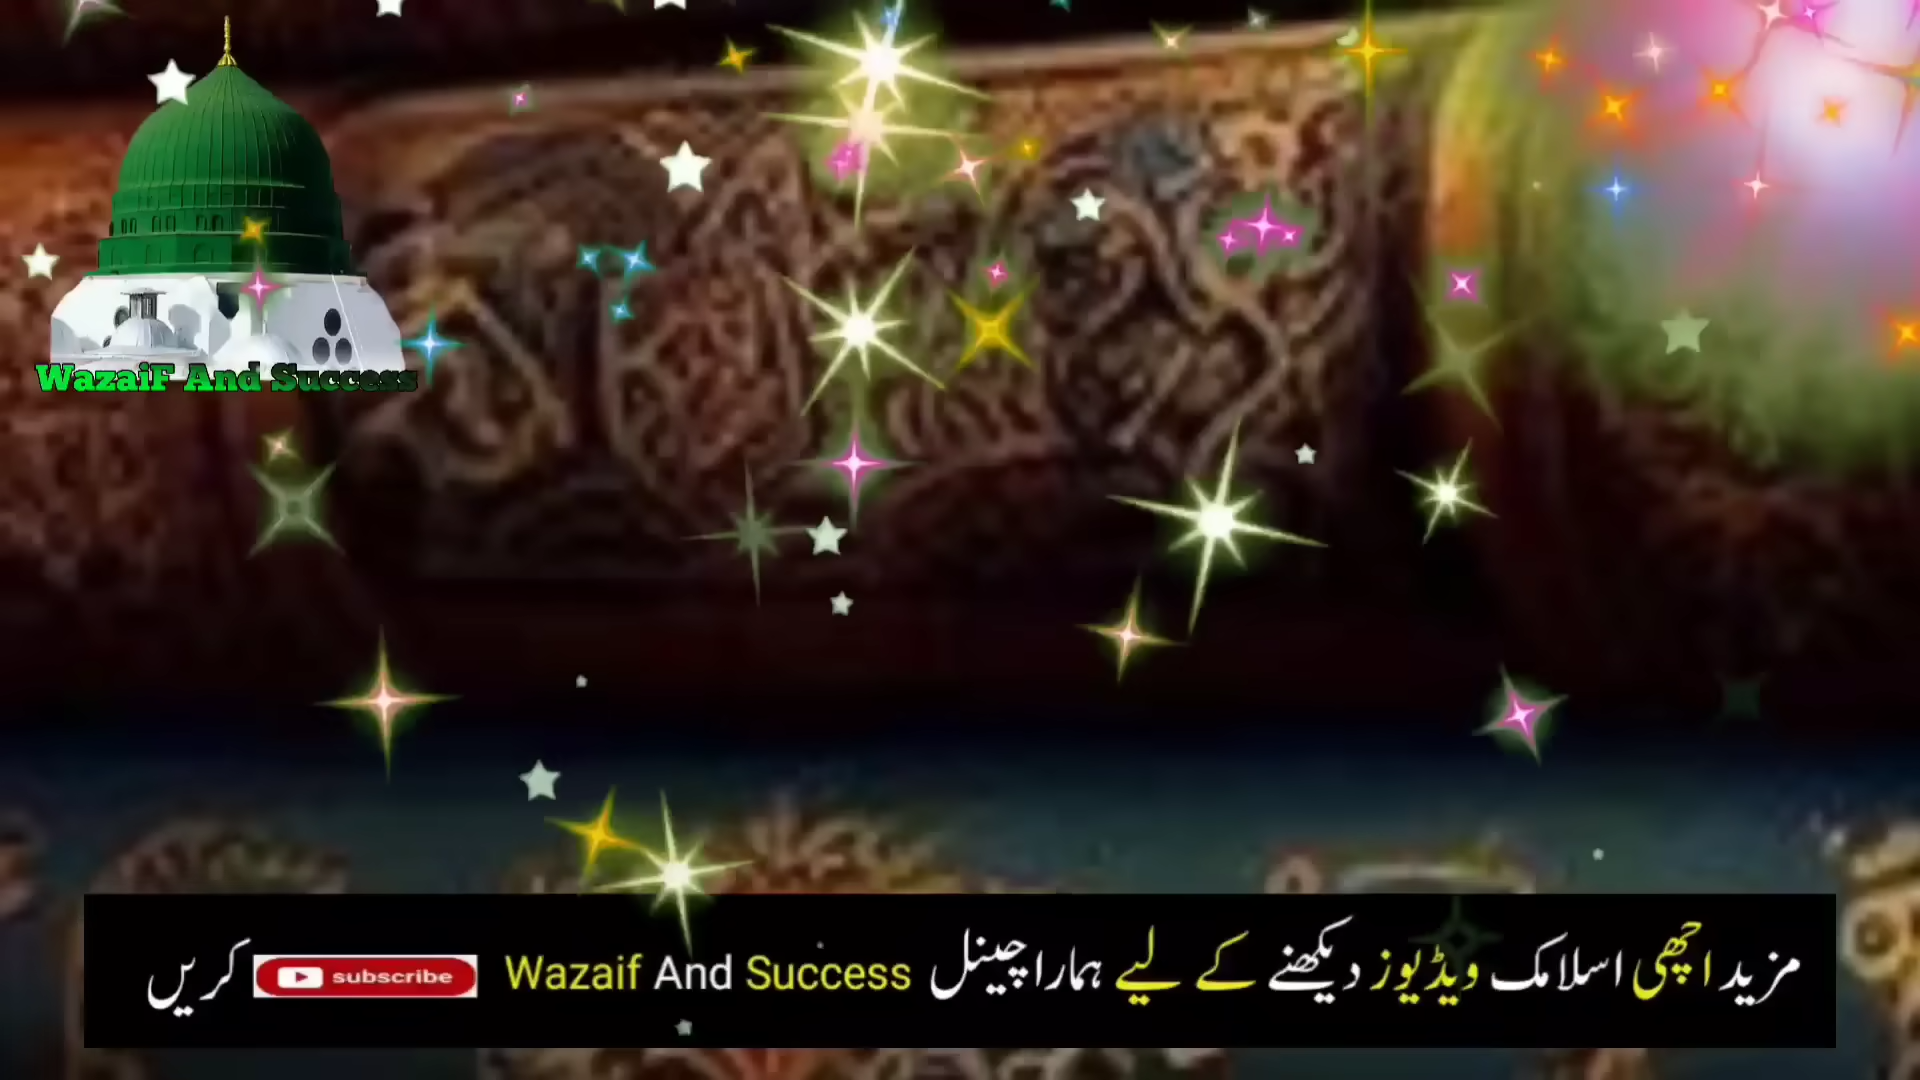 WazaiF And Success
مزید اچھی اسلامک ویڈیوز دیکھنے کے لیے ہمارا چینل Wazaif And Success subscribe کریں